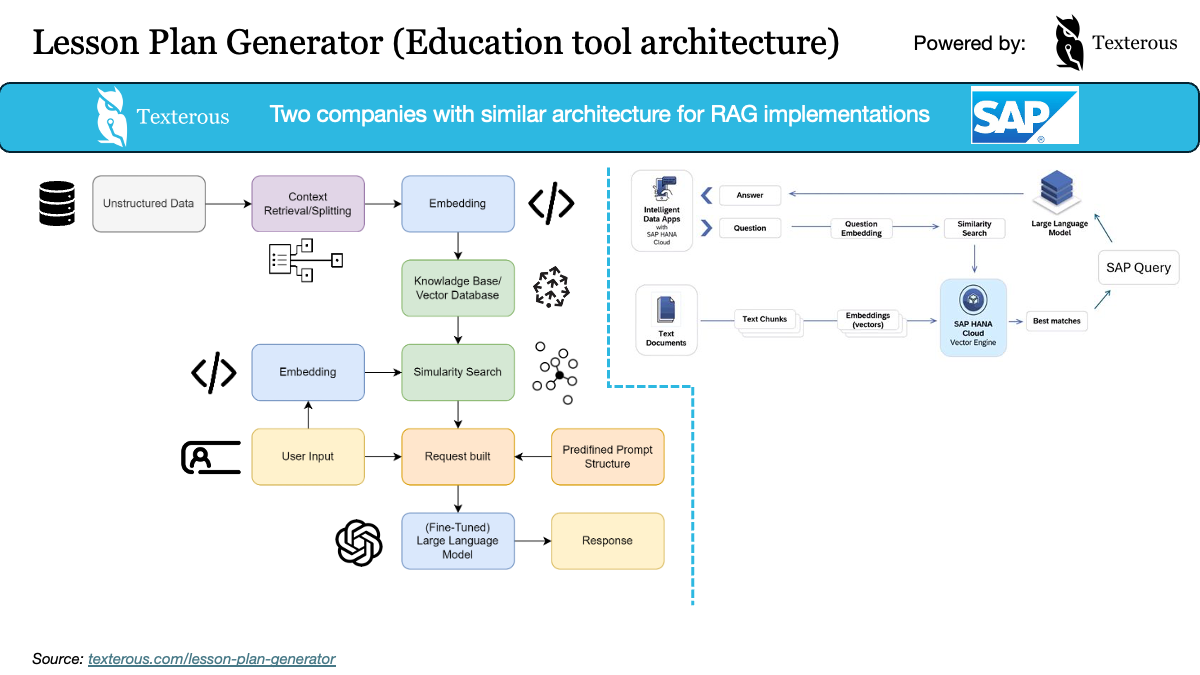 Lesson Plan Generator (Education tool architecture)
Powered by:
Texterous
Texterous
Two companies with similar architecture for RAG implementations
SAP
®
Unstructured Data
Context
Retrieval/Splitting
Embedding
Knowladge Base/
Vector Database
Embedding
Simularity Search
User Input
Request built
Predifined Prompt
Structure
(Fine-Tuned)
Large Language
Model
Response
Intelligent
Data Apps
with
SAP HANA
Cloud
Answer
Question
Question
Embedding
Similarity
Search
Large Language
Model
SAP Query
Text
Documents
Text Chunks
Embeddings
(vectors)
SAP HANA
Cloud
Vector Engine
Best matches
Source: texterous.com/lesson-plan-generator